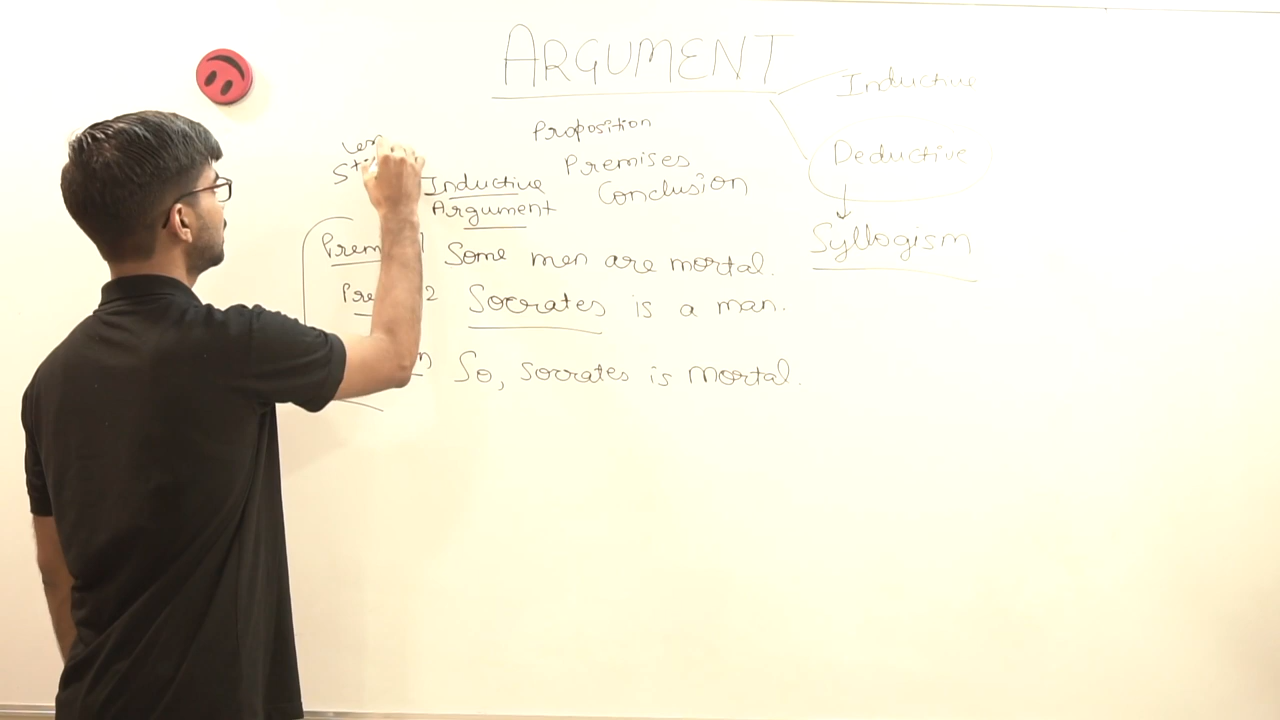 ARGUMENT
Inductive
Proposition
Deductive
Premises
Inductive
Conclusion
Argument
Syllogism
Some men are mortal.
2 Socrates is a man.
So, Socrates is mortal.